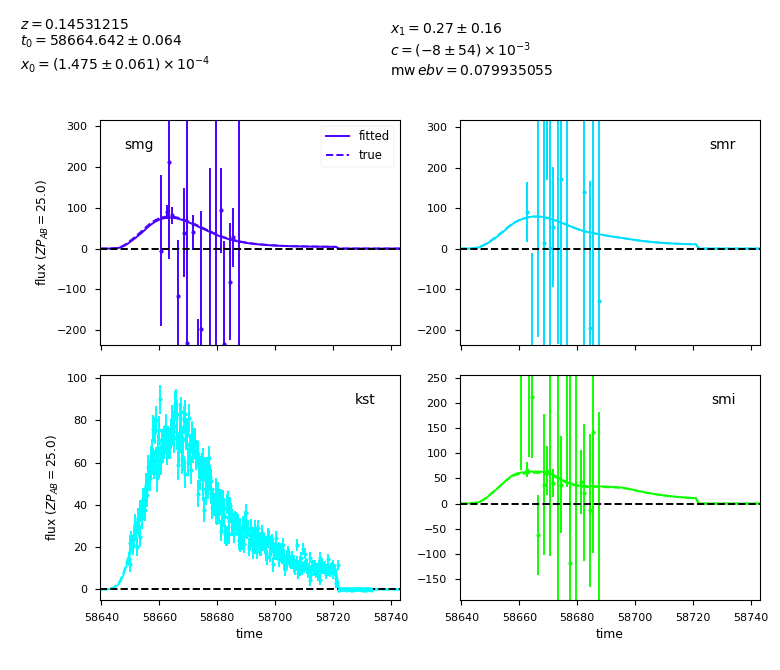 z = 0.14531215
t0 = 58664.642 ± 0.064
x0 = (1.475 ± 0.061) × 10^-4
x1 = 0.27 ± 0.16
c = (−8 ± 54) × 10^-3
mw ebv = 0.079935055
300
200
100
0
−100
−200
flux (ZP_AB = 25.0)
smg
fitted
true
300
200
100
0
−100
−200
smr
100
80
60
40
20
0
flux (ZP_AB = 25.0)
kst
58640 58660 58680 58700 58720 58740
time
250
200
150
100
50
0
−50
−100
−150
smi
58640 58660 58680 58700 58720 58740
time